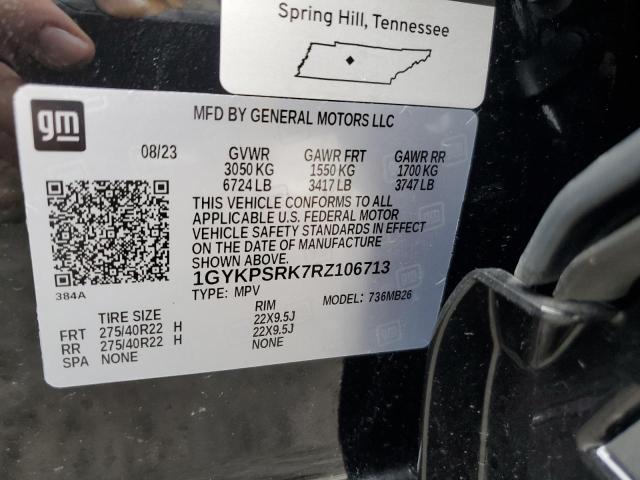 Spring Hill, Tennessee
gm
MFD BY GENERAL MOTORS LLC
08/23 GVWR GAWR FRT GAWR RR
3050 KG 1550 KG 1700 KG
6724 LB 3417 LB 3747 LB
THIS VEHICLE CONFORMS TO ALL
APPLICABLE U.S. FEDERAL MOTOR
VEHICLE SAFETY STANDARDS IN EFFECT
ON THE DATE OF MANUFACTURE
SHOWN ABOVE.
1GYKPSRK7RZ106713
384A
TYPE: MPV MODEL: 736MB26
TIRE SIZE RIM
FRT 275/40R22 H 22X9.5J
RR 275/40R22 H 22X9.5J
SPA NONE NONE